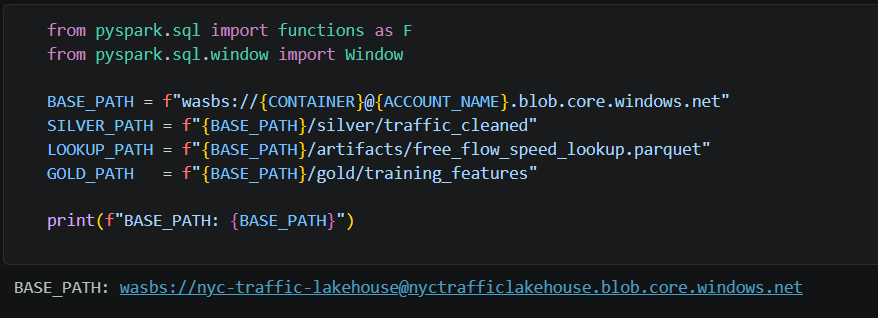 from pyspark.sql import functions as F
from pyspark.sql.window import Window
BASE_PATH = f"wasbs://{CONTAINER}@{ACCOUNT_NAME}.blob.core.windows.net"
SILVER_PATH = f"{BASE_PATH}/silver/traffic_cleaned"
LOOKUP_PATH = f"{BASE_PATH}/artifacts/free_flow_speed_lookup.parquet"
GOLD_PATH   = f"{BASE_PATH}/gold/training_features"
print(f"BASE_PATH: {BASE_PATH}")
BASE_PATH: wasbs://nyc-traffic-lakehouse@nyctrafficlakehouse.blob.core.windows.net